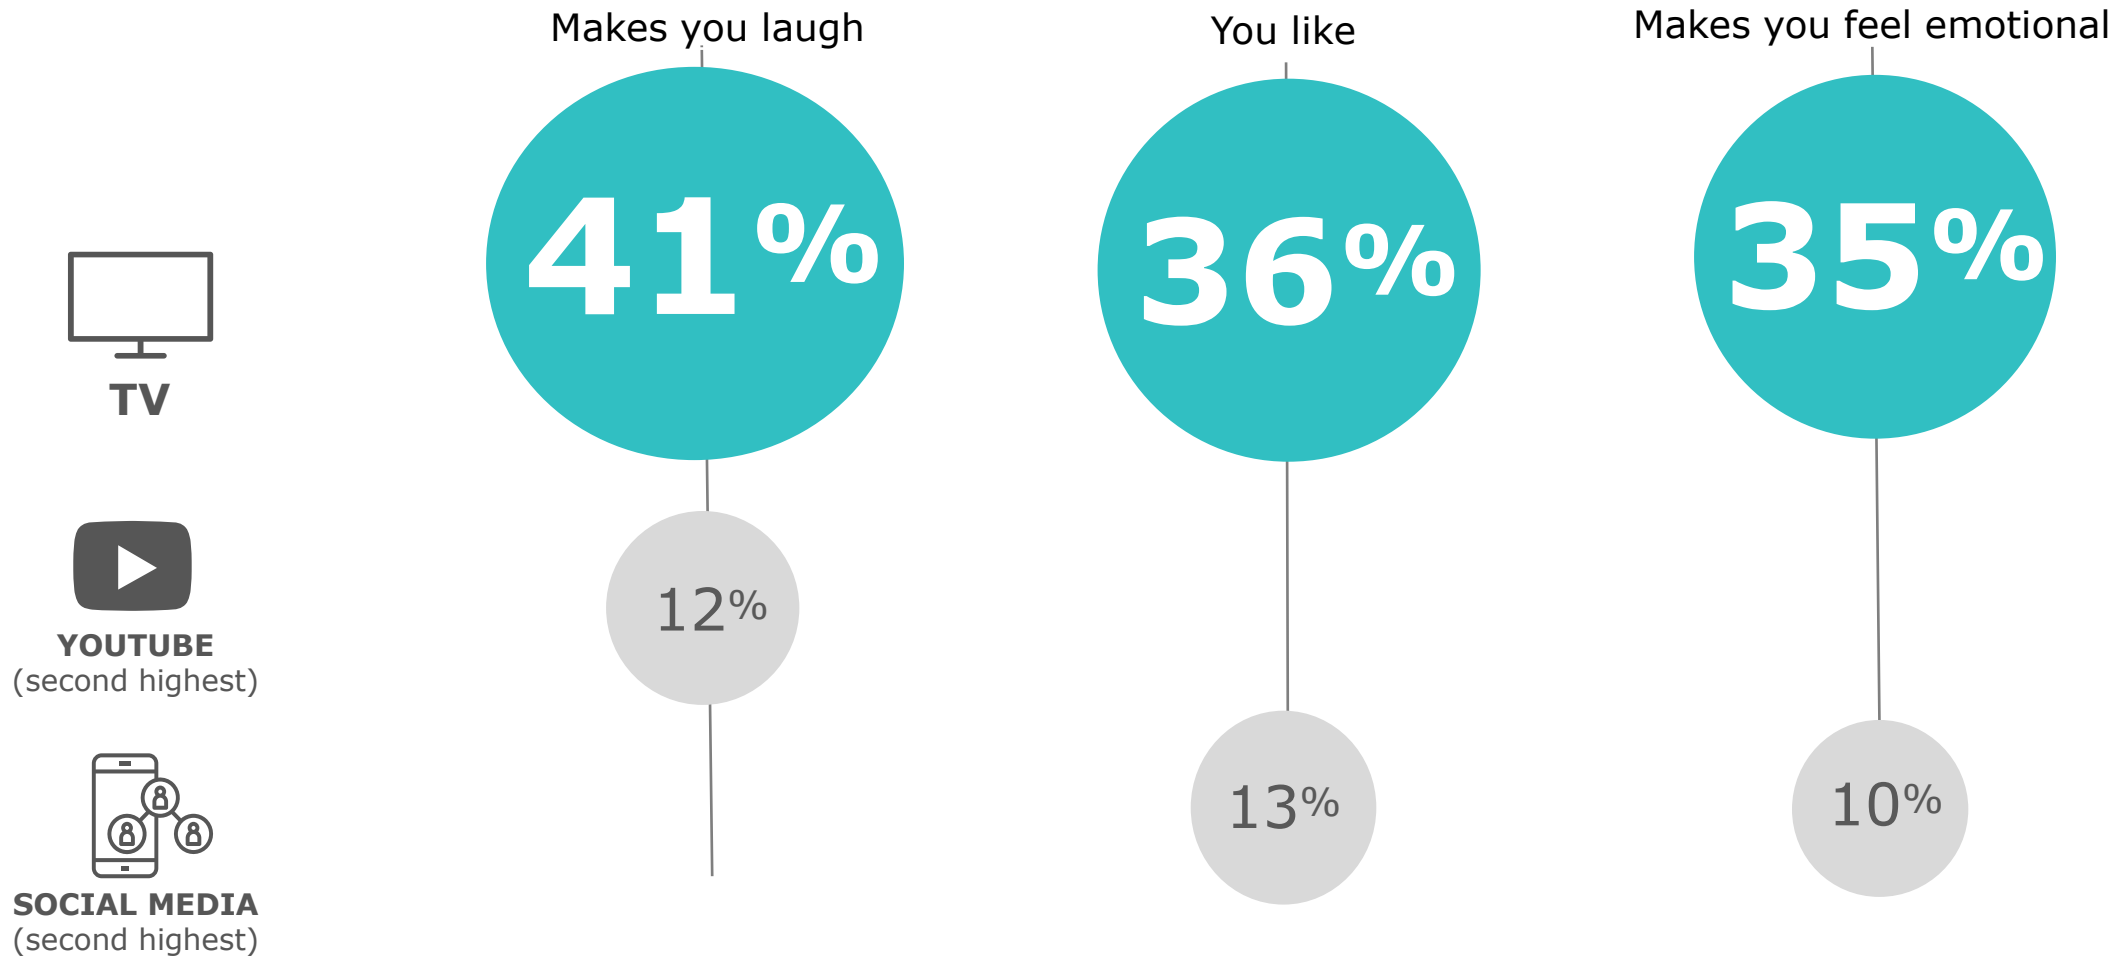 Makes you laugh
You like
Makes you feel emotional
TV
41%
36%
35%
YOUTUBE
(second highest)
12%
SOCIAL MEDIA
(second highest)
13%
10%